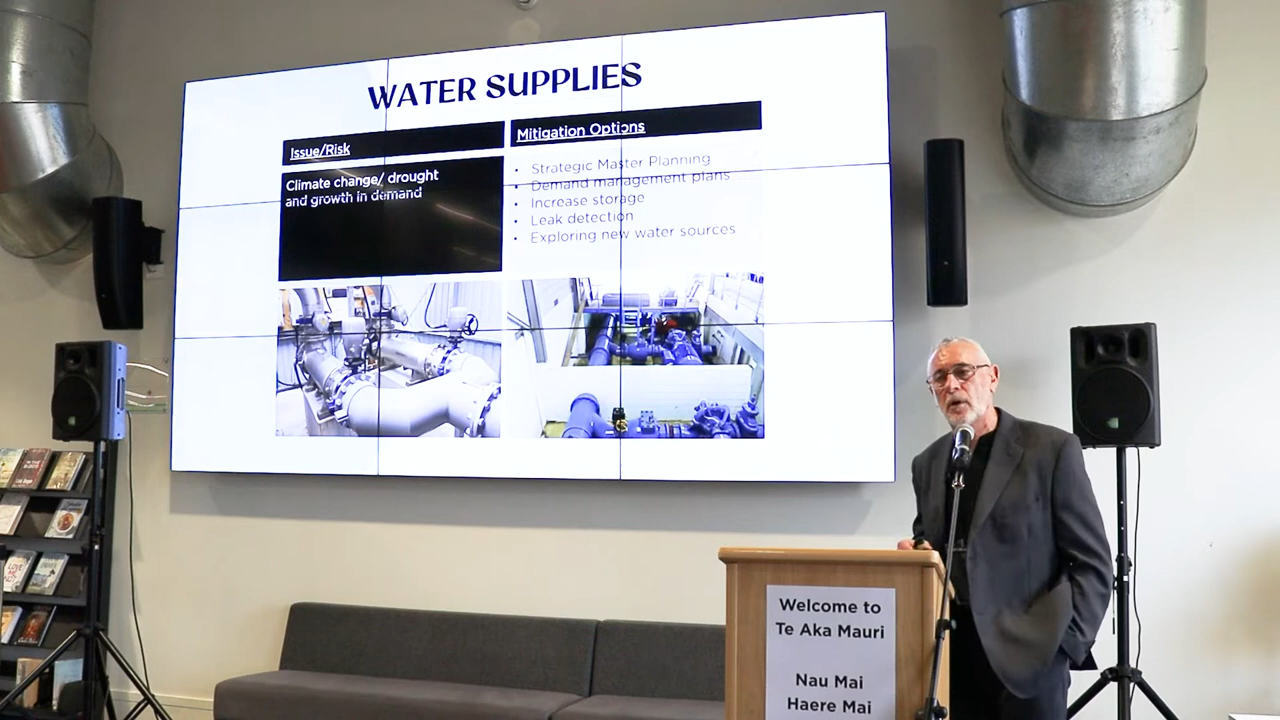 WATER SUPPLIES
Issue/Risk
Mitigation Options
Climate change/ drought
and growth in demand
• Strategic Master Planning
• Demand management plans
• Increase storage
• Leak detection
• Exploring new water sources
Welcome to
Te Aka Mauri
Nau Mai
Haere Mai